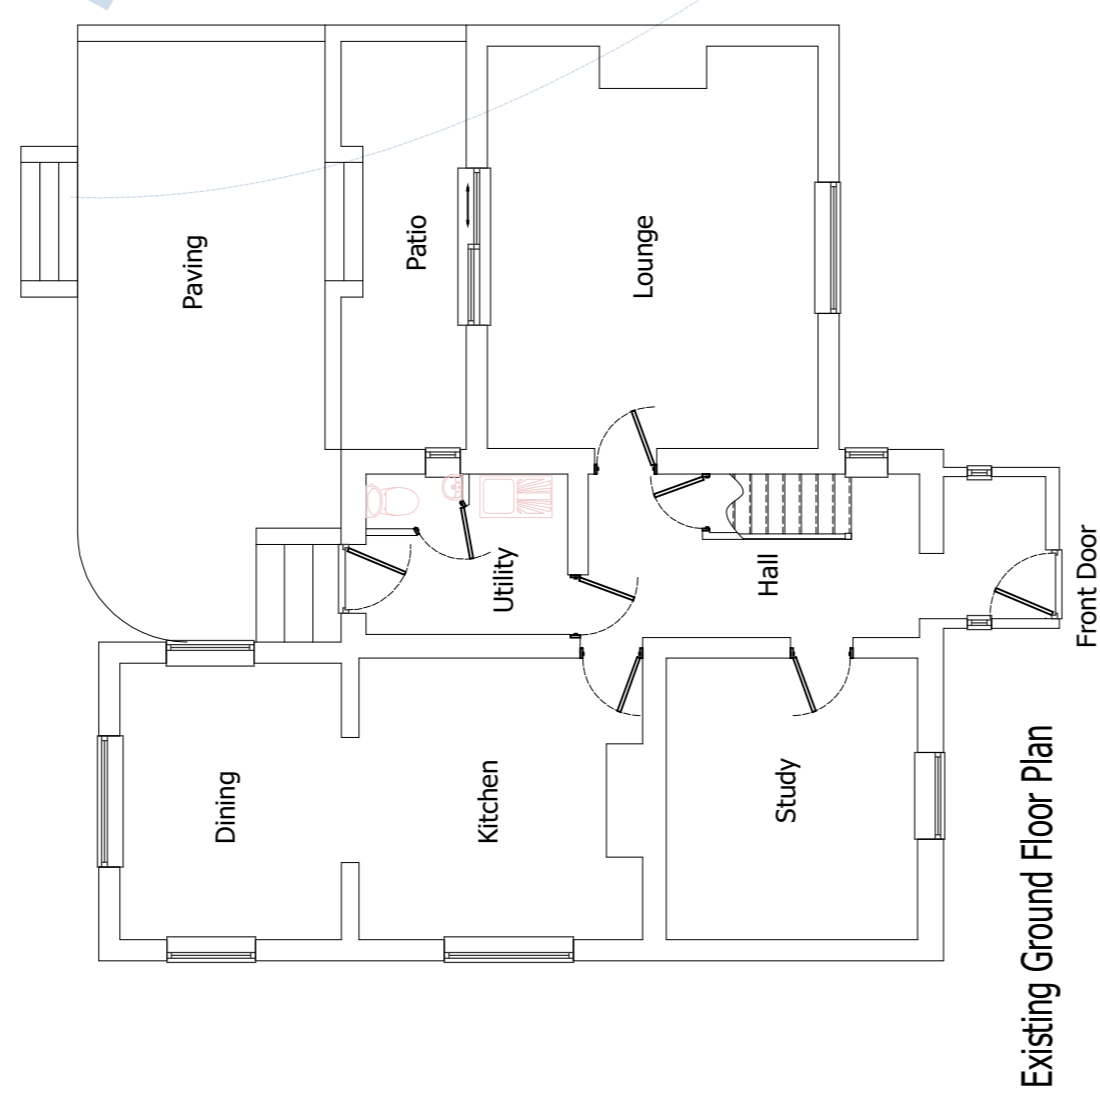 Paving
Patio
Lounge
Utility
Hall
Front Door
Dining
Kitchen
Study
Existing Ground Floor Plan